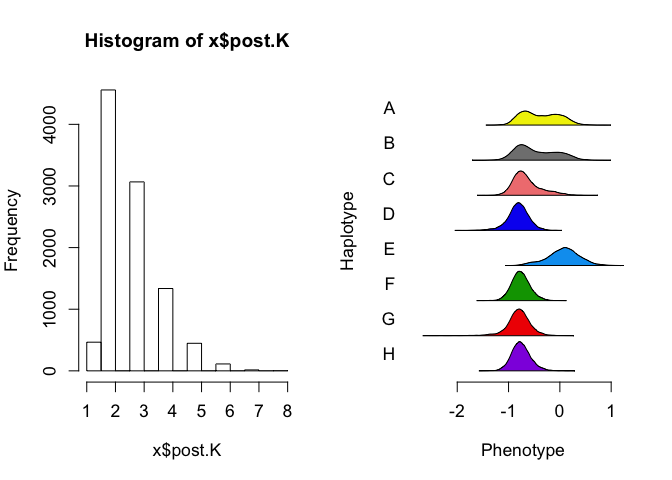 Histogram of x$post.K
Frequency
0
1000
2000
3000
4000
1 2 3 4 5 6 7 8
x$post.K
Haplotype
A
B
C
D
E
F
G
H
-2 -1 0 1
Phenotype